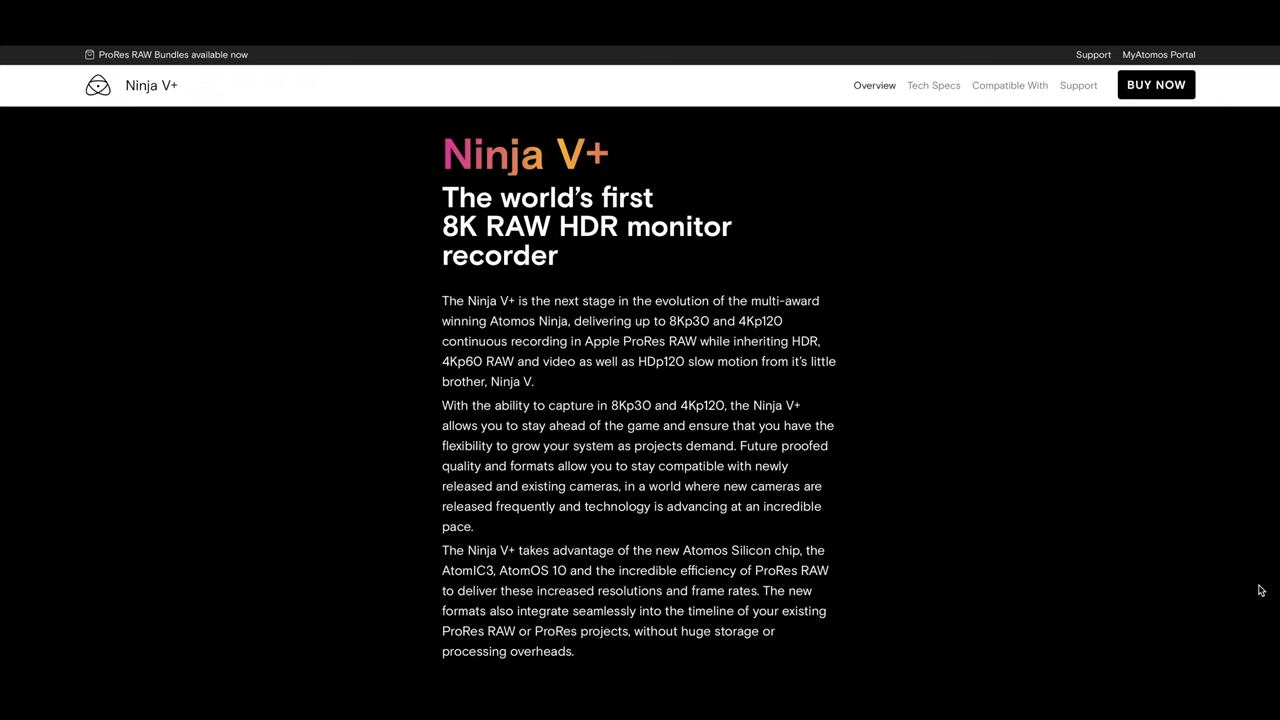 ProRes RAW Bundles available now
Support
MyAtomos Portal
Ninja V+
Overview
Tech Specs
Compatible With
Support
BUY NOW
Ninja V+
The world's first
8K RAW HDR monitor
recorder
The Ninja V+ is the next stage in the evolution of the multi-award
winning Atomos Ninja, delivering up to 8Kp30 and 4Kp120
continuous recording in Apple ProRes RAW while inheriting HDR,
4Kp60 RAW and video as well as HDp120 slow motion from it's little
brother, Ninja V.
With the ability to capture in 8Kp30 and 4Kp120, the Ninja V+
allows you to stay ahead of the game and ensure that you have the
flexibility to grow your system as projects demand. Future proofed
quality and formats allow you to stay compatible with newly
released and existing cameras, in a world where new cameras are
released frequently and technology is advancing at an incredible
pace.
The Ninja V+ takes advantage of the new Atomos Silicon chip, the
AtomIC3, AtomOS 10 and the incredible efficiency of ProRes RAW
to deliver these increased resolutions and frame rates. The new
formats also integrate seamlessly into the timeline of your existing
ProRes RAW or ProRes projects, without huge storage or
processing overheads.